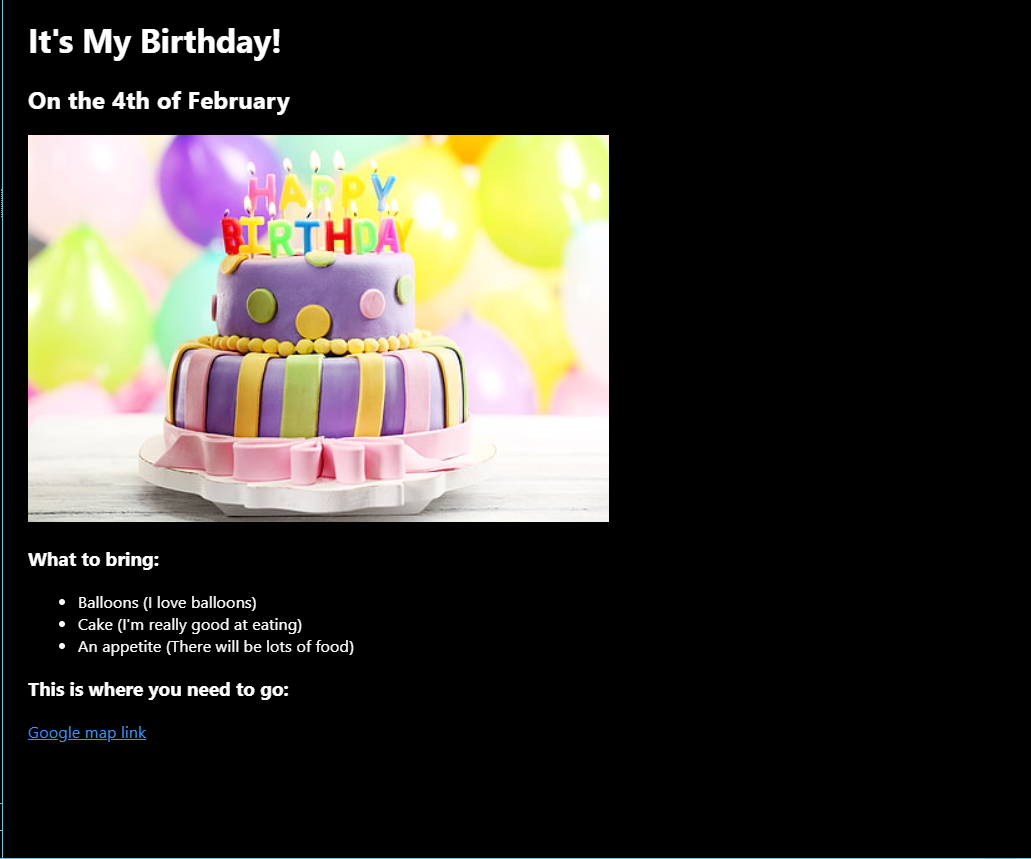 It's My Birthday!
On the 4th of February
HAPPY
BIRTHDAY
What to bring:
Balloons (I love balloons)
Cake (I'm really good at eating)
An appetite (There will be lots of food)
This is where you need to go:
Google map link